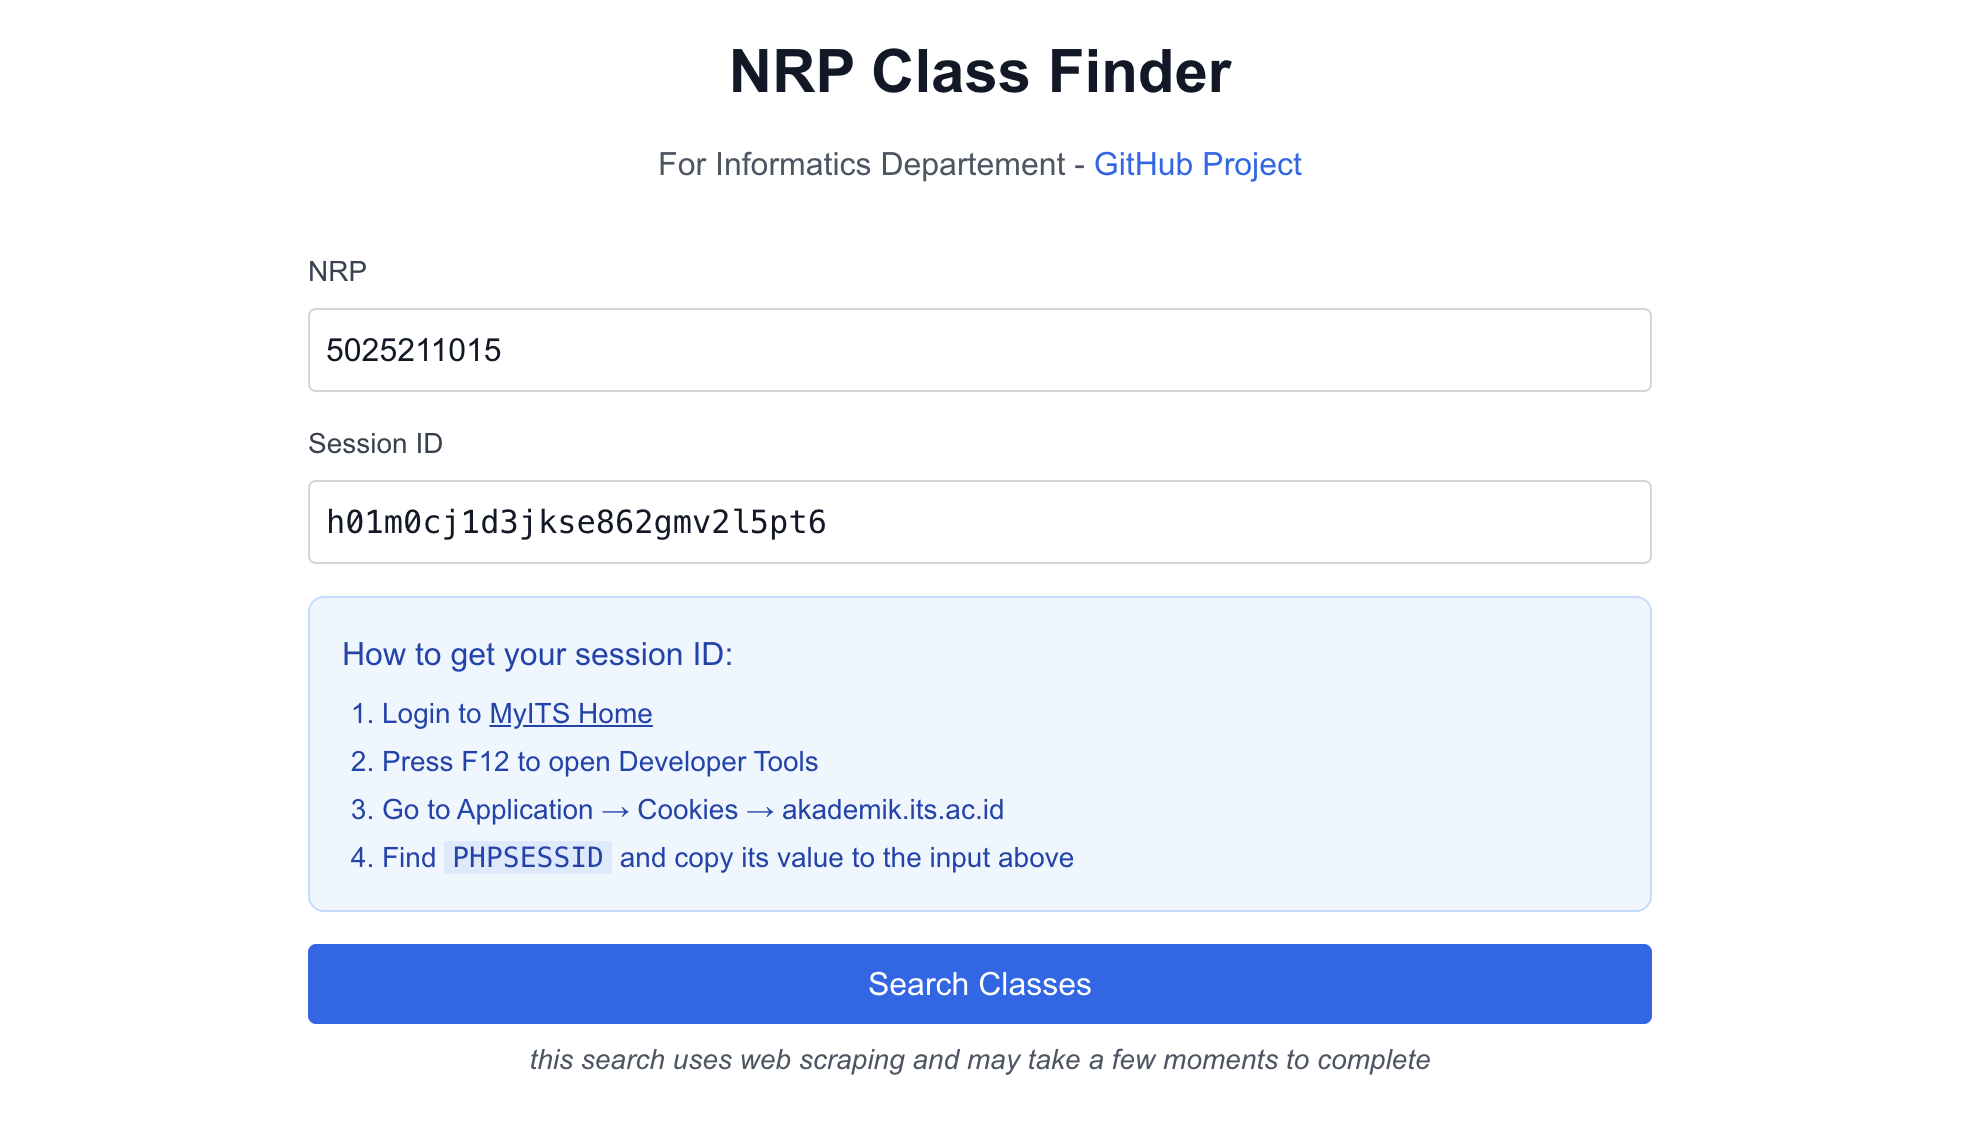 NRP Class Finder
For Informatics Departement - GitHub Project
NRP
5025211015
Session ID
h01m0cj1d3jkse862gmv2l5pt6
How to get your session ID:
1. Login to MyITS Home
2. Press F12 to open Developer Tools
3. Go to Application → Cookies → akademik.its.ac.id
4. Find PHPSESSID and copy its value to the input above
Search Classes
this search uses web scraping and may take a few moments to complete